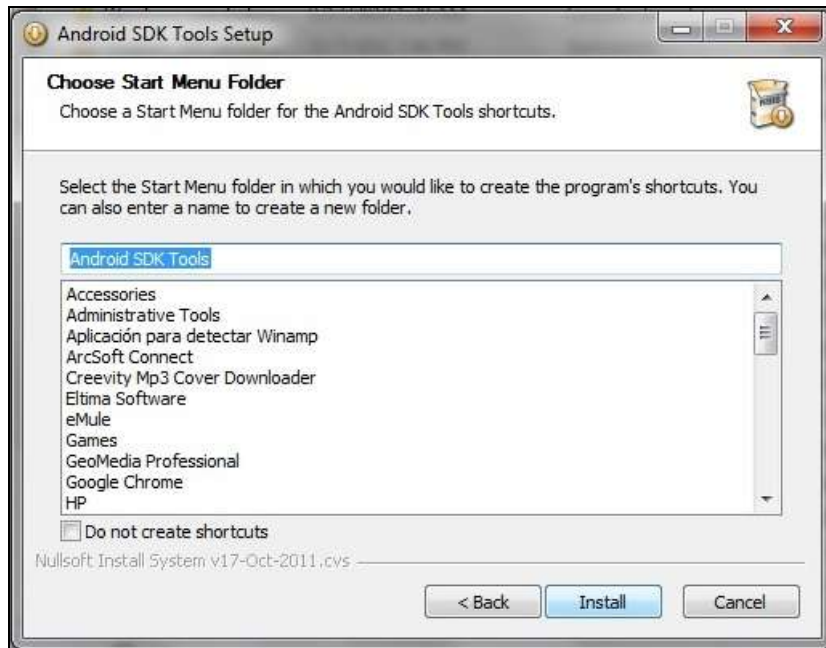 Android SDK Tools Setup
Choose Start Menu Folder
Choose a Start Menu folder for the Android SDK Tools shortcuts.
Select the Start Menu folder in which you would like to create the program's shortcuts. You
can also enter a name to create a new folder.
Android SDK Tools
Accessories
Administrative Tools
Aplicación para detectar Winamp
ArcSoft Connect
Creevity Mp3 Cover Downloader
Eltima Software
eMule
Games
GeoMedia Professional
Google Chrome
HP
Do not create shortcuts
Nullsoft Install System v17-Oct-2011.cvs
< Back Install Cancel